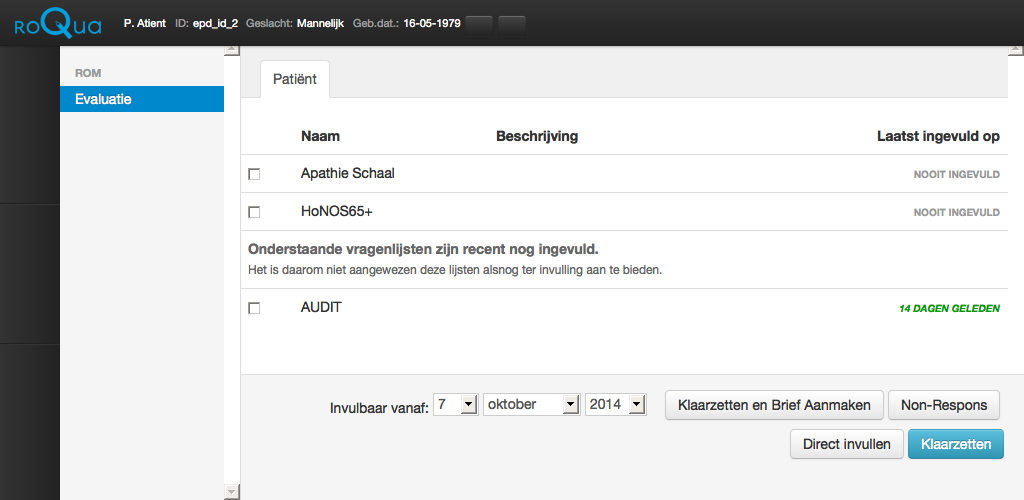 roQua P. Atient ID: epd_id_2 Geslacht: Mannelijk Geb.dat.: 16-05-1979
ROM
Evaluatie
Patiënt
Naam Beschrijving Laatst ingevuld op
Apathie Schaal NOOIT INGEVULD
HoNOS65+ NOOIT INGEVULD
Onderstaande vragenlijsten zijn recent nog ingevuld.
Het is daarom niet aangewezen deze lijsten alsnog ter invulling aan te bieden.
AUDIT 14 DAGEN GELEDEN
Invulbaar vanaf: 7 oktober 2014 Klaarzetten en Brief Aanmaken Non-Respons
Direct invullen Klaarzetten